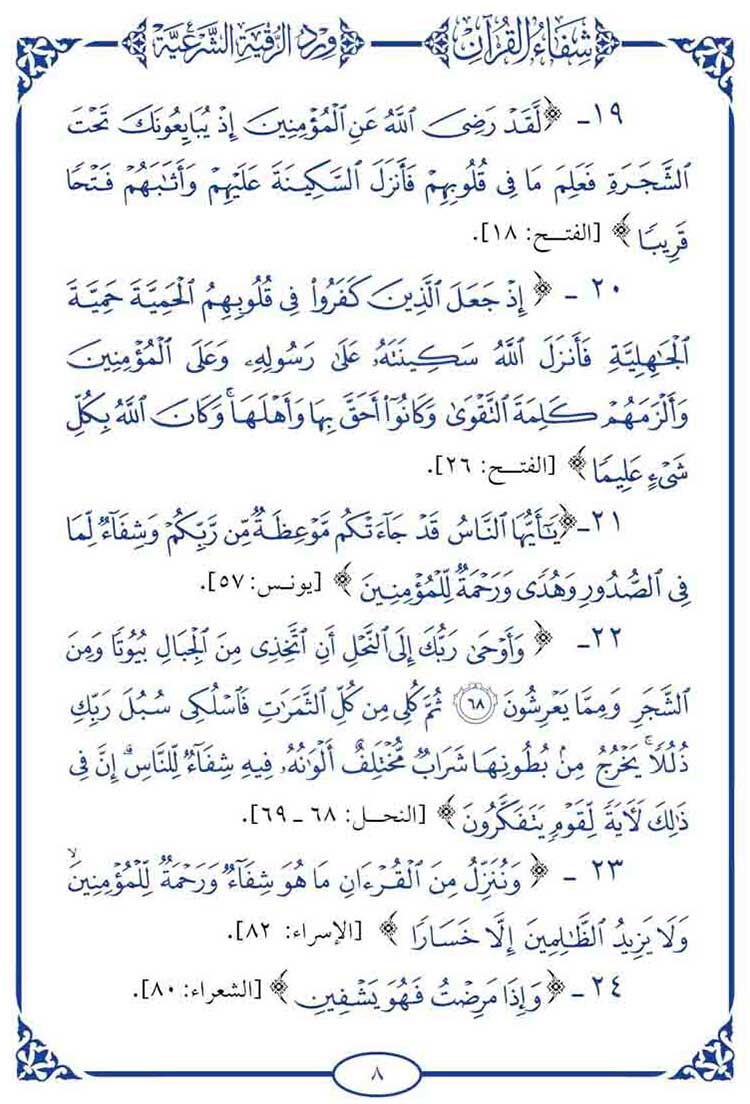 شِفَاءُ القُرْآنِ وِرْدُ الرُّقْيَةِ الشَّرْعِيَّةِ
١٩- ﴿لَّقَدْ رَضِىَ ٱللَّهُ عَنِ ٱلْمُؤْمِنِينَ إِذْ يُبَايِعُونَكَ تَحْتَ
ٱلشَّجَرَةِ فَعَلِمَ مَا فِى قُلُوبِهِمْ فَأَنزَلَ ٱلسَّكِينَةَ عَلَيْهِمْ وَأَثَـٰبَهُمْ فَتْحًا
قَرِيبًا ﴾ [الفتح: ١٨].
٢٠ - ﴿ إِذْ جَعَلَ ٱلَّذِينَ كَفَرُوا۟ فِى قُلُوبِهِمُ ٱلْحَمِيَّةَ حَمِيَّةَ
ٱلْجَـٰهِلِيَّةِ فَأَنزَلَ ٱللَّهُ سَكِينَتَهُۥ عَلَىٰ رَسُولِهِۦ وَعَلَى ٱلْمُؤْمِنِينَ
وَأَلْزَمَهُمْ كَلِمَةَ ٱلتَّقْوَىٰ وَكَانُوٓا۟ أَحَقَّ بِهَا وَأَهْلَهَا ۚ وَكَانَ ٱللَّهُ بِكُلِّ
شَىْءٍ عَلِيمًا ﴾ [الفتح: ٢٦].
٢١- ﴿يَـٰٓأَيُّهَا ٱلنَّاسُ قَدْ جَآءَتْكُم مَّوْعِظَةٌ مِّن رَّبِّكُمْ وَشِفَآءٌ لِّمَا
فِى ٱلصُّدُورِ وَهُدًى وَرَحْمَةٌ لِّلْمُؤْمِنِينَ ﴾ [يونس: ٥٧].
٢٢- ﴿ وَأَوْحَىٰ رَبُّكَ إِلَى ٱلنَّحْلِ أَنِ ٱتَّخِذِى مِنَ ٱلْجِبَالِ بُيُوتًا وَمِنَ
ٱلشَّجَرِ وَمِمَّا يَعْرِشُونَ ٦٨ ثُمَّ كُلِى مِن كُلِّ ٱلثَّمَرَٰتِ فَٱسْلُكِى سُبُلَ رَبِّكِ
ذُلُلًا ۚ يَخْرُجُ مِنۢ بُطُونِهَا شَرَابٌ مُّخْتَلِفٌ أَلْوَٰنُهُۥ فِيهِ شِفَآءٌ لِّلنَّاسِ ۗ إِنَّ فِى
ذَٰلِكَ لَـَٔايَةً لِّقَوْمٍ يَتَفَكَّرُونَ ﴾ [النحل: ٦٨ - ٦٩].
٢٣ - ﴿ وَنُنَزِّلُ مِنَ ٱلْقُرْءَانِ مَا هُوَ شِفَآءٌ وَرَحْمَةٌ لِّلْمُؤْمِنِينَ ۙ
وَلَا يَزِيدُ ٱلظَّـٰلِمِينَ إِلَّا خَسَارًا ﴾ [الإسراء: ٨٢].
٢٤ - ﴿وَإِذَا مَرِضْتُ فَهُوَ يَشْفِينِ ﴾ [الشعراء: ٨٠].
٨